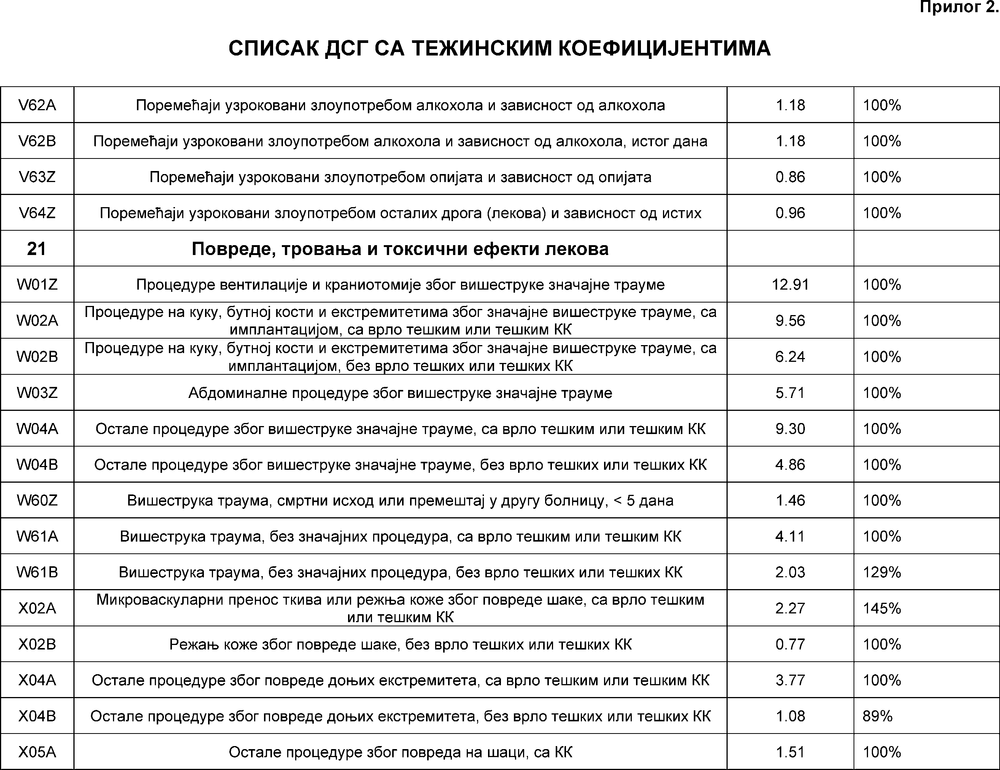 Прилог 2.
СПИСАК ДСГ СА ТЕЖИНСКИМ КОЕФИЦИЈЕНТИМА
V62A Поремећаји узроковани злоупотребом алкохола и зависност од алкохола 1.18 100%
V62B Поремећаји узроковани злоупотребом алкохола и зависност од алкохола, истог дана 1.18 100%
V63Z Поремећаји узроковани злоупотребом опијата и зависност од опијата 0.86 100%
V64Z Поремећаји узроковани злоупотребом осталих дрога (лекова) и зависност од истих 0.96 100%
21 Повреде, тровања и токсични ефекти лекова
W01Z Процедуре вентилације и краниотомије због вишеструке значајне трауме 12.91 100%
W02A Процедуре на куку, бутној кости и екстремитетима због значајне вишеструке трауме, са
имплантацијом, са врло тешким или тешким КК 9.56 100%
W02B Процедуре на куку, бутној кости и екстремитетима због значајне вишеструке трауме, са
имплантацијом, без врло тешких или тешких КК 6.24 100%
W03Z Абдоминалне процедуре због вишеструке значајне трауме 5.71 100%
W04A Остале процедуре због вишеструке значајне трауме, са врло тешким или тешким КК 9.30 100%
W04B Остале процедуре због вишеструке значајне трауме, без врло тешких или тешких КК 4.86 100%
W60Z Вишеструка траума, смртни исход или премештај у другу болницу, < 5 дана 1.46 100%
W61A Вишеструка траума, без значајних процедура, са врло тешким или тешким КК 4.11 100%
W61B Вишеструка траума, без значајних процедура, без врло тешких или тешких КК 2.03 129%
X02A Микроваскуларни пренос ткива или режња коже због повреде шаке, са врло тешким
или тешким КК 2.27 145%
X02B Режањ коже због повреде шаке, без врло тешких или тешких КК 0.77 100%
X04A Остале процедуре због повреде доњих екстремитета, са врло тешким или тешким КК 3.77 100%
X04B Остале процедуре због повреде доњих екстремитета, без врло тешких или тешких КК 1.08 89%
X05A Остале процедуре због повреда на шаци, са КК 1.51 100%